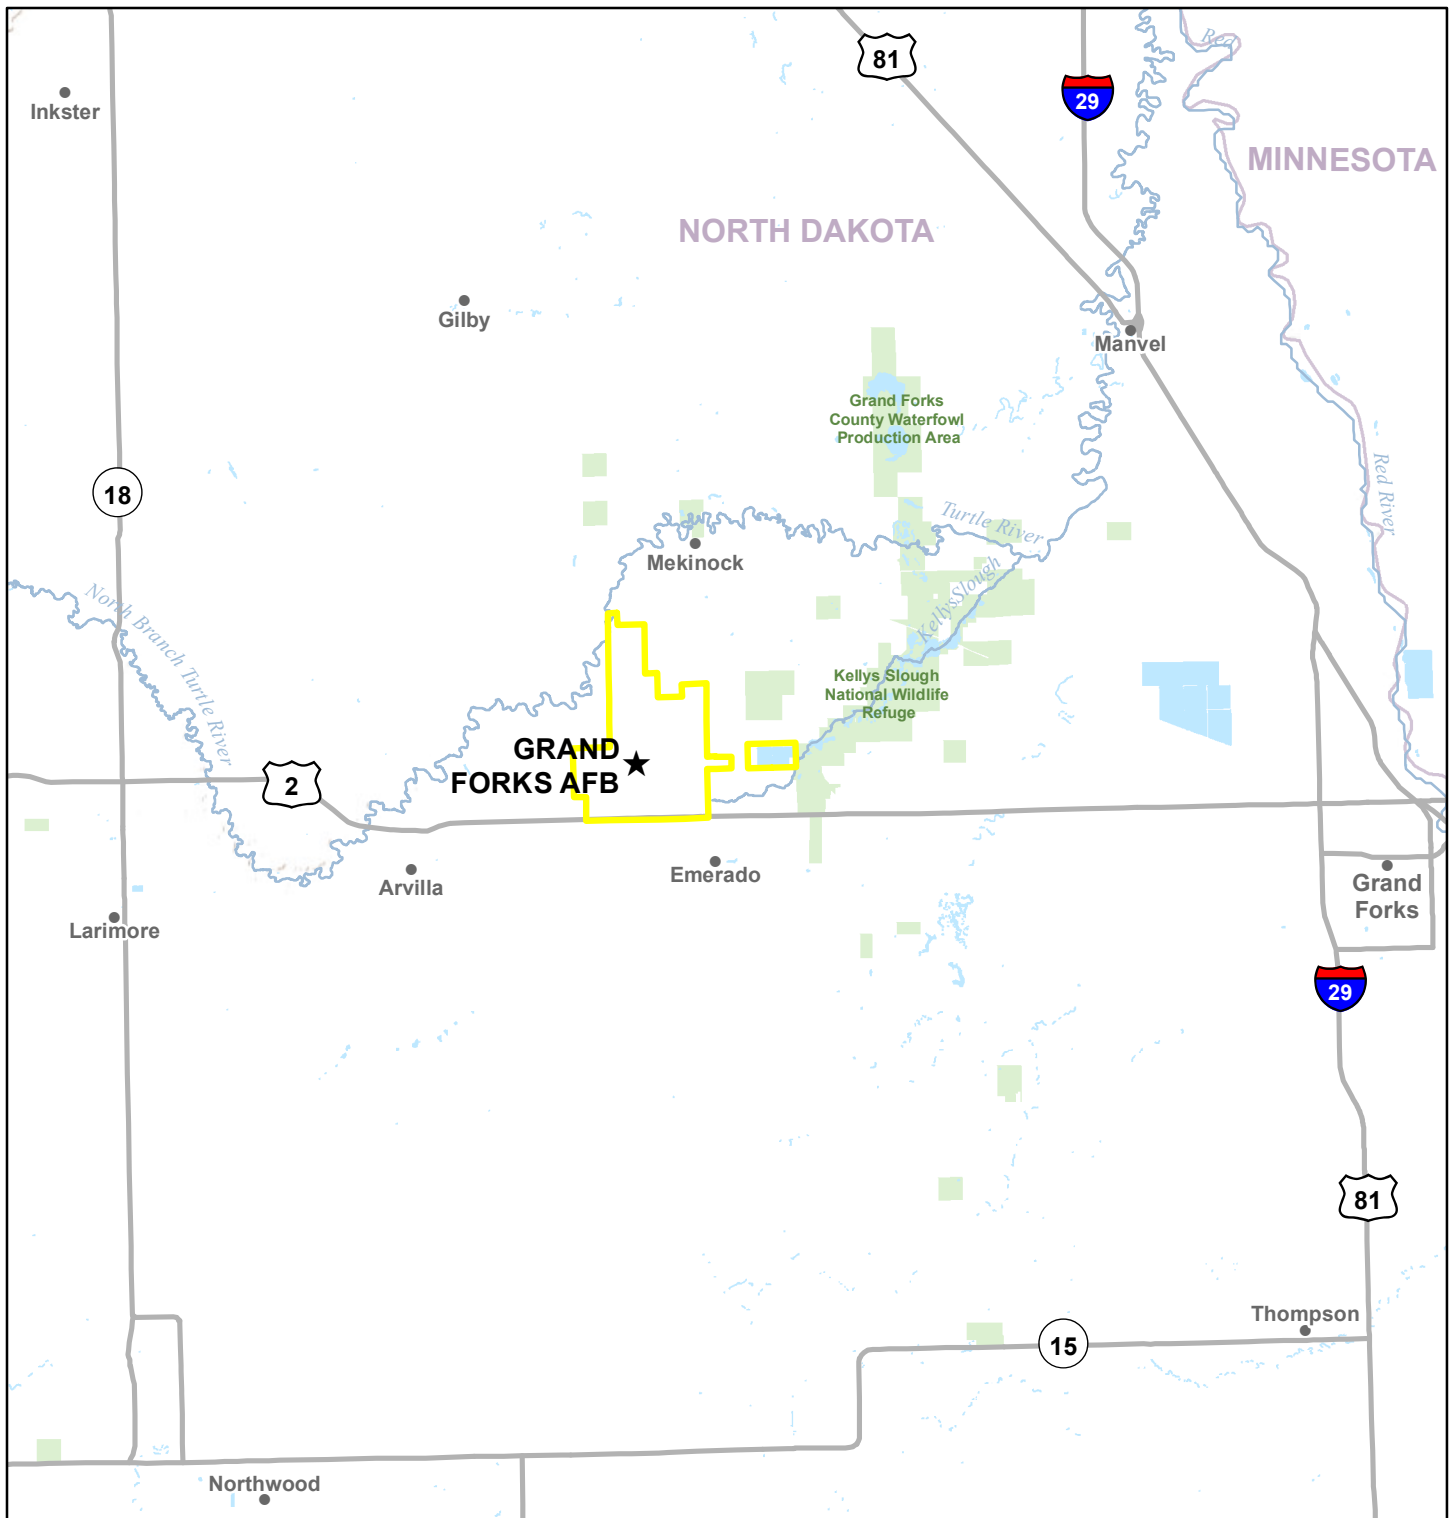 Red
81
29
Inkster
MINNESOTA
NORTH DAKOTA
Gilby
Manvel
Grand Forks
County Waterfowl
Production Area
18
Red River
Turtle River
Mekinock
KellysSlough
North Branch Turtle River
Kellys Slough
National Wildlife
Refuge
GRAND
FORKS AFB
2
Emerado
Arvilla
Grand
Forks
Larimore
29
81
Thompson
15
Northwood